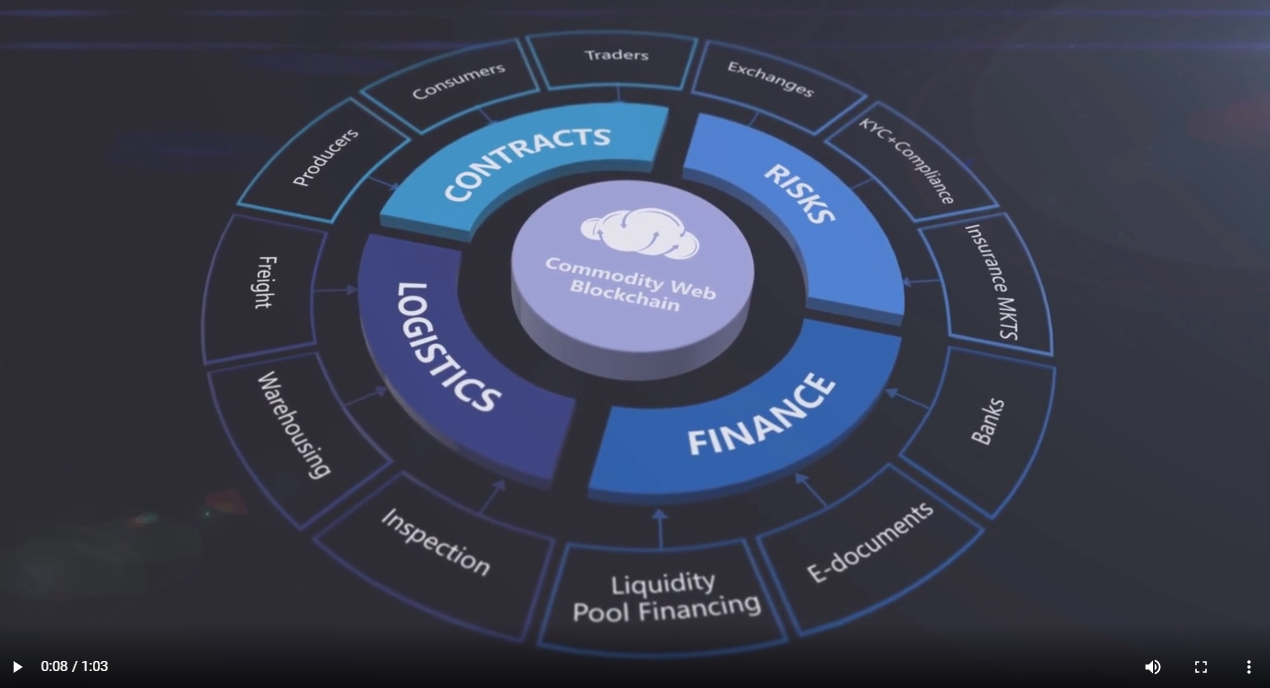 Traders
Consumers
Exchanges
Producers
KYC+Compliance
CONTRACTS
RISKS
Freight
Insurance MKTS
Commodity Web
Blockchain
LOGISTICS
FINANCE
Warehousing
Banks
Inspection
E-documents
Liquidity
Pool Financing
0:08 / 1:03